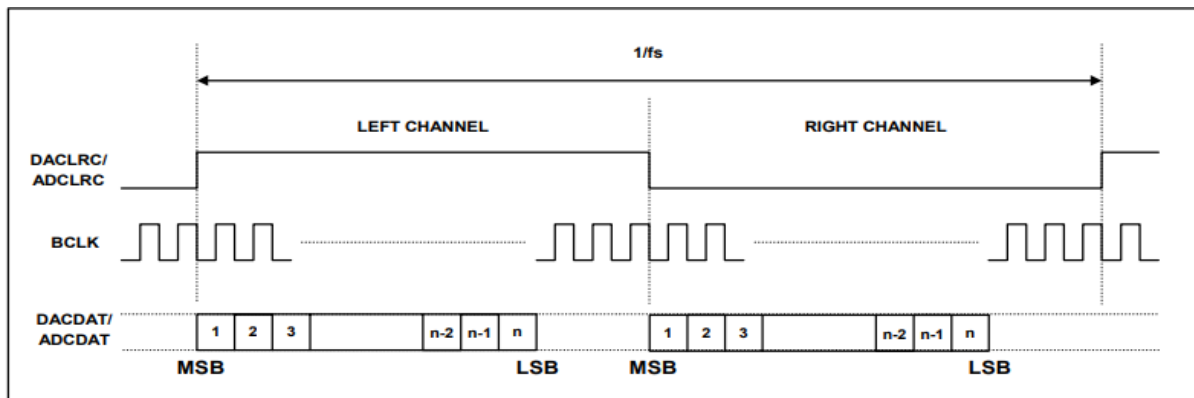 1/fs
LEFT CHANNEL
RIGHT CHANNEL
DACLRC/
ADCLRC
BCLK
DACDAT/
ADCDAT
1 2 3 n-2 n-1 n 1 2 3 n-2 n-1 n
MSB LSB MSB LSB